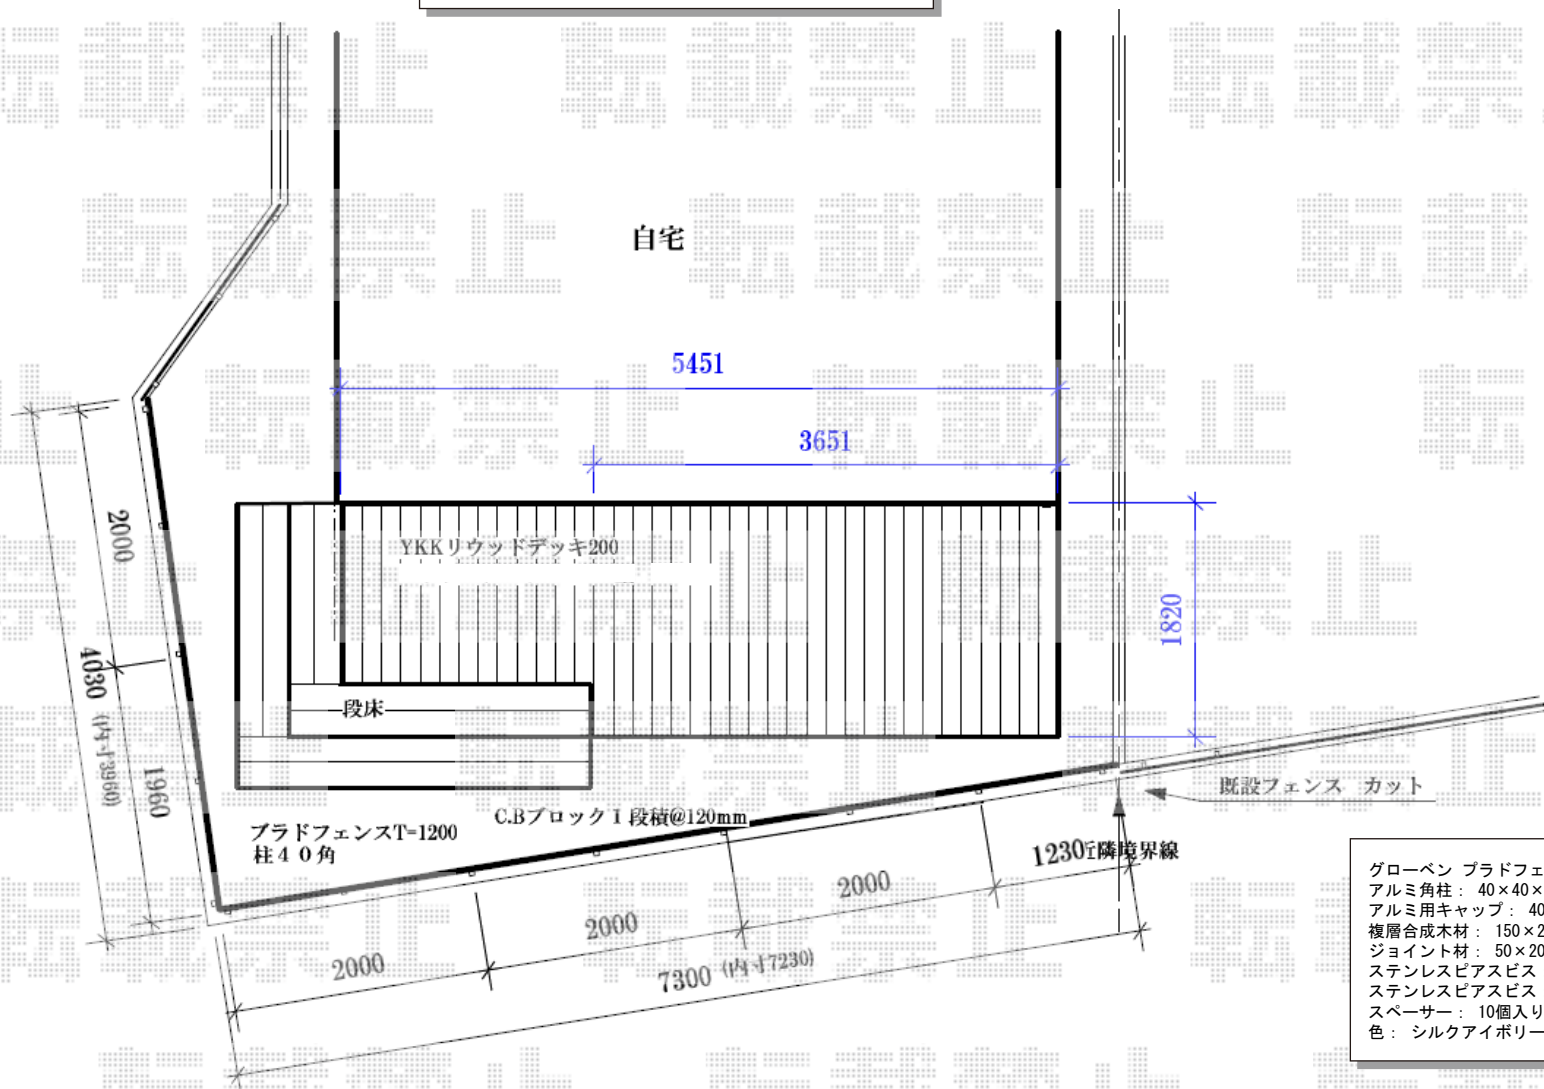 自宅
5451
3651
YKKリウッドデッキ200
1820
2000
4030 (内寸3960)
1960
段床
C.Bブロック1段積@120mm
プラドフェンスT=1200
柱40角
既設フェンス カット
1230
隣境界線
2000
2000
2000
7300 (内寸7230)
グローベン プラドフェ
アルミ角柱: 40×40×
アルミ用キャップ: 40
複層合成木材: 150×2
ジョイント材: 50×20
ステンレスピアスビス
ステンレスピアスビス
スペーサー: 10個入り
色: シルクアイボリー
転載禁止